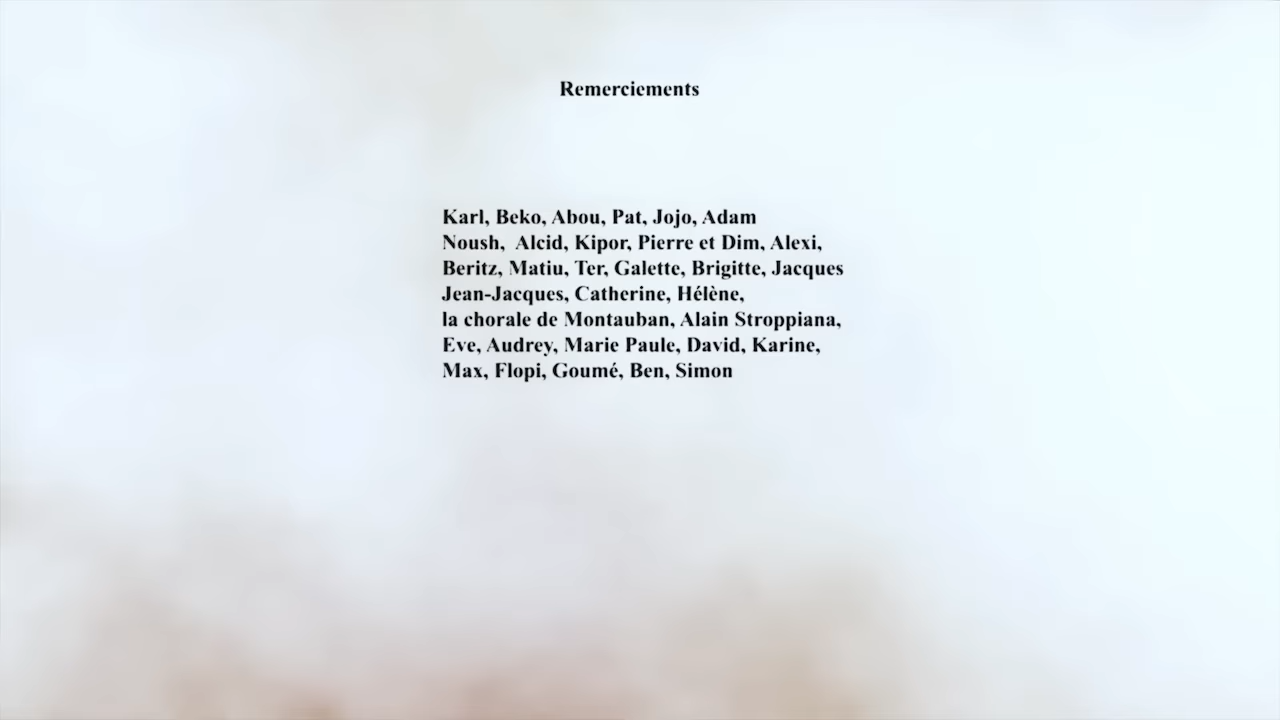 Remerciements
Karl, Beko, Abou, Pat, Jojo, Adam
Noush,  Alcid, Kipor, Pierre et Dim, Alexi,
Beritz, Matiu, Ter, Galette, Brigitte, Jacques
Jean-Jacques, Catherine, Hélène,
la chorale de Montauban, Alain Stroppiana,
Eve, Audrey, Marie Paule, David, Karine,
Max, Flopi, Goumé, Ben, Simon